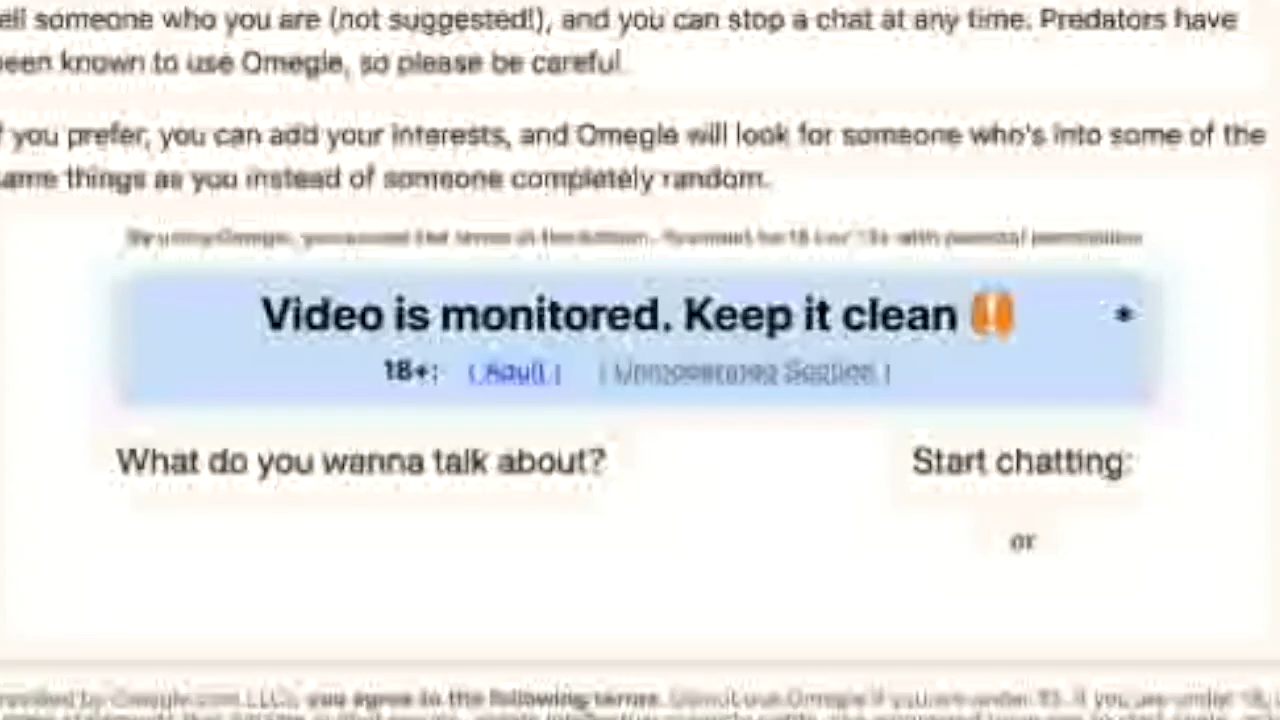 ell someone who you are (not suggested!), and you can stop a chat at any time. Predators have
een known to use Omegle, so please be careful.
f you prefer, you can add your interests, and Omegle will look for someone who's into some of the
ame things as you instead of someone completely random.
Video is monitored. Keep it clean ‼
18+: (Adult) (Unmoderated Section)
What do you wanna talk about?
Start chatting:
or
you agree to the following terms.